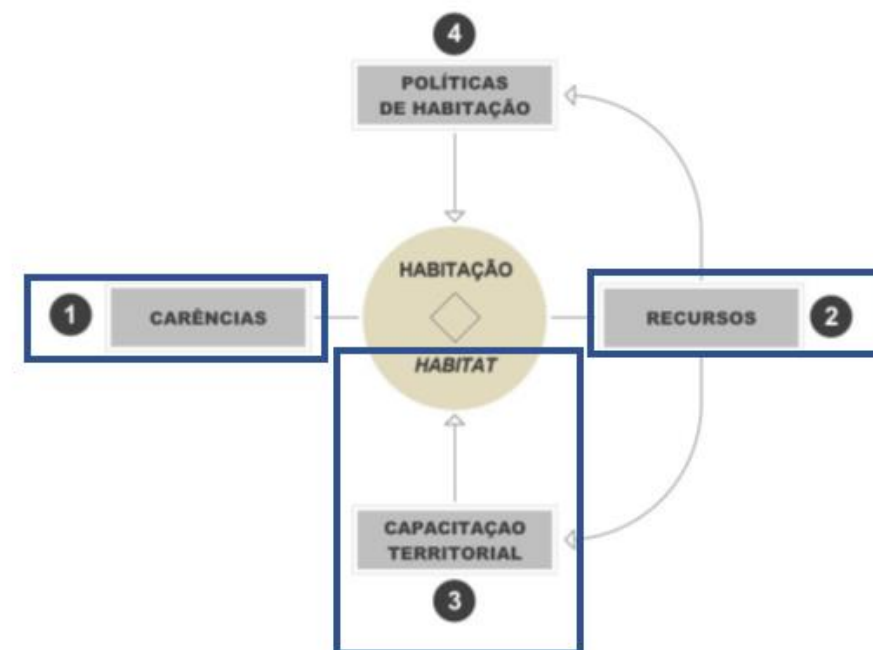 4
POLÍTICAS
DE HABITAÇÃO
HABITAÇÃO
1
CARÊNCIAS
RECURSOS
2
HABITAT
CAPACITAÇAO
TERRITORIAL
3